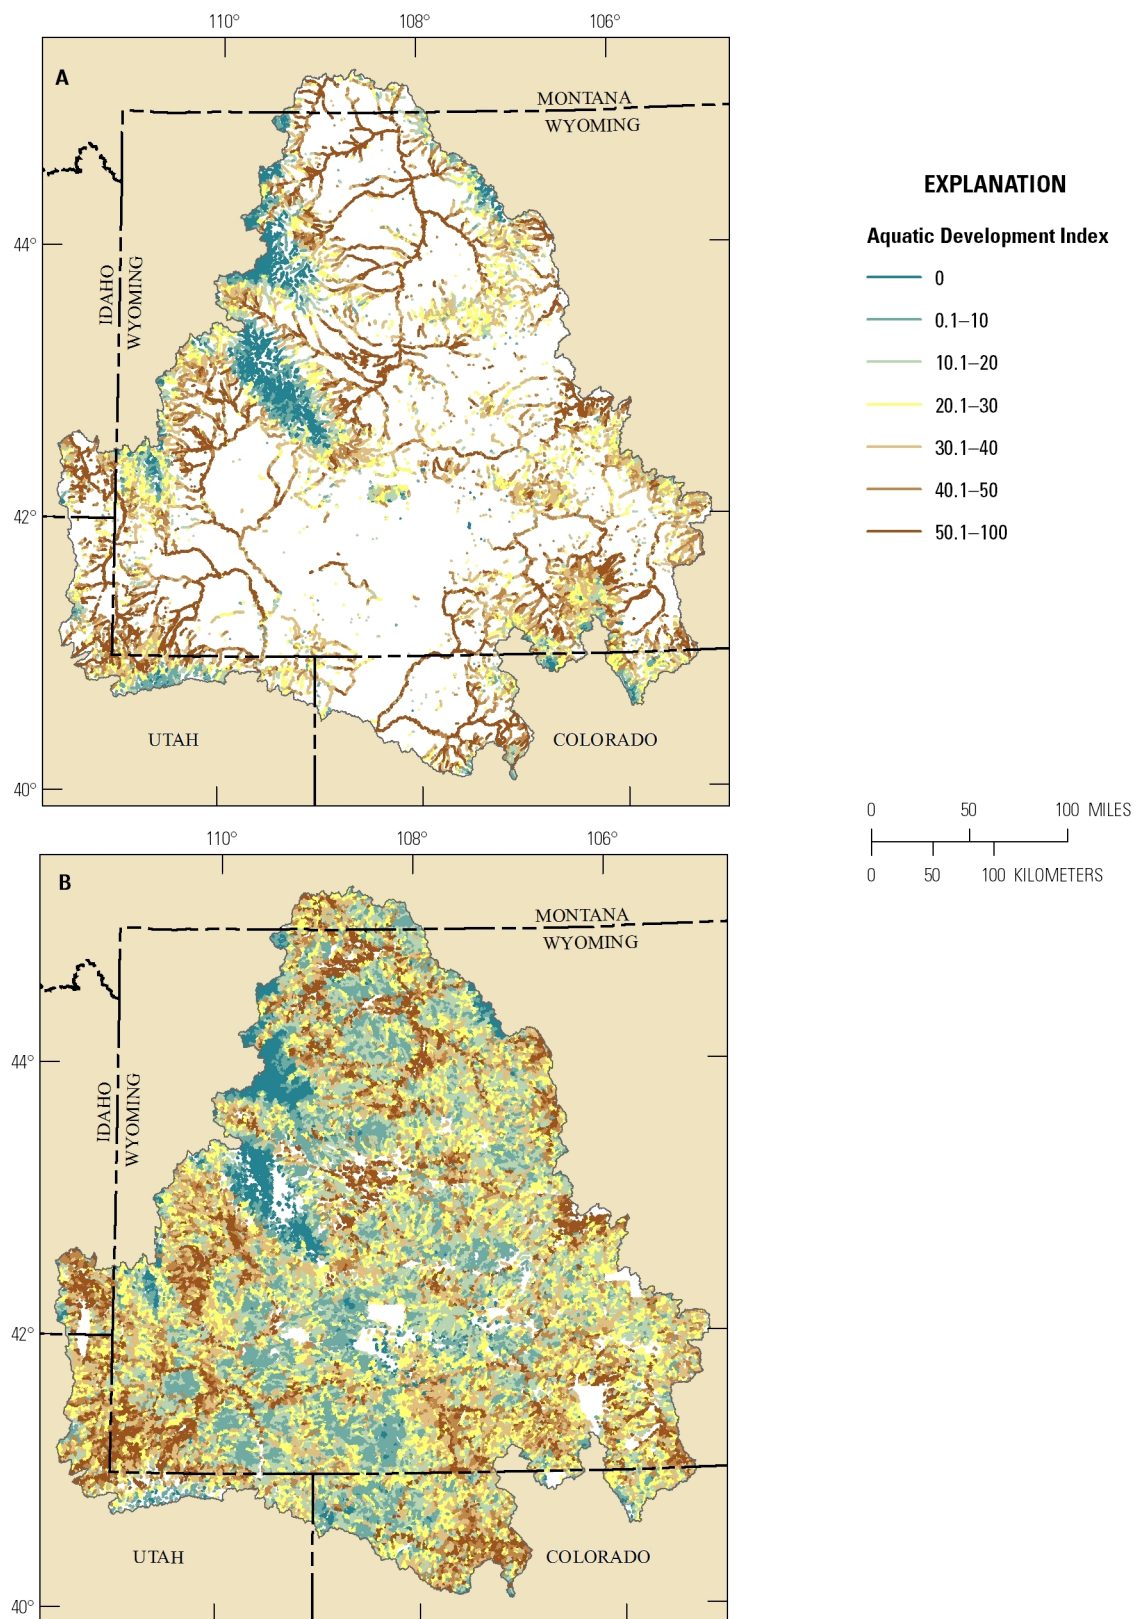 110°
108°
106°
A
MONTANA
WYOMING
44°
IDAHO
WYOMING
42°
UTAH
COLORADO
40°
EXPLANATION
Aquatic Development Index
0
0.1–10
10.1–20
20.1–30
30.1–40
40.1–50
50.1–100
0 50 100 MILES
0 50 100 KILOMETERS
110°
108°
106°
B
MONTANA
WYOMING
44°
IDAHO
WYOMING
42°
UTAH
COLORADO
40°